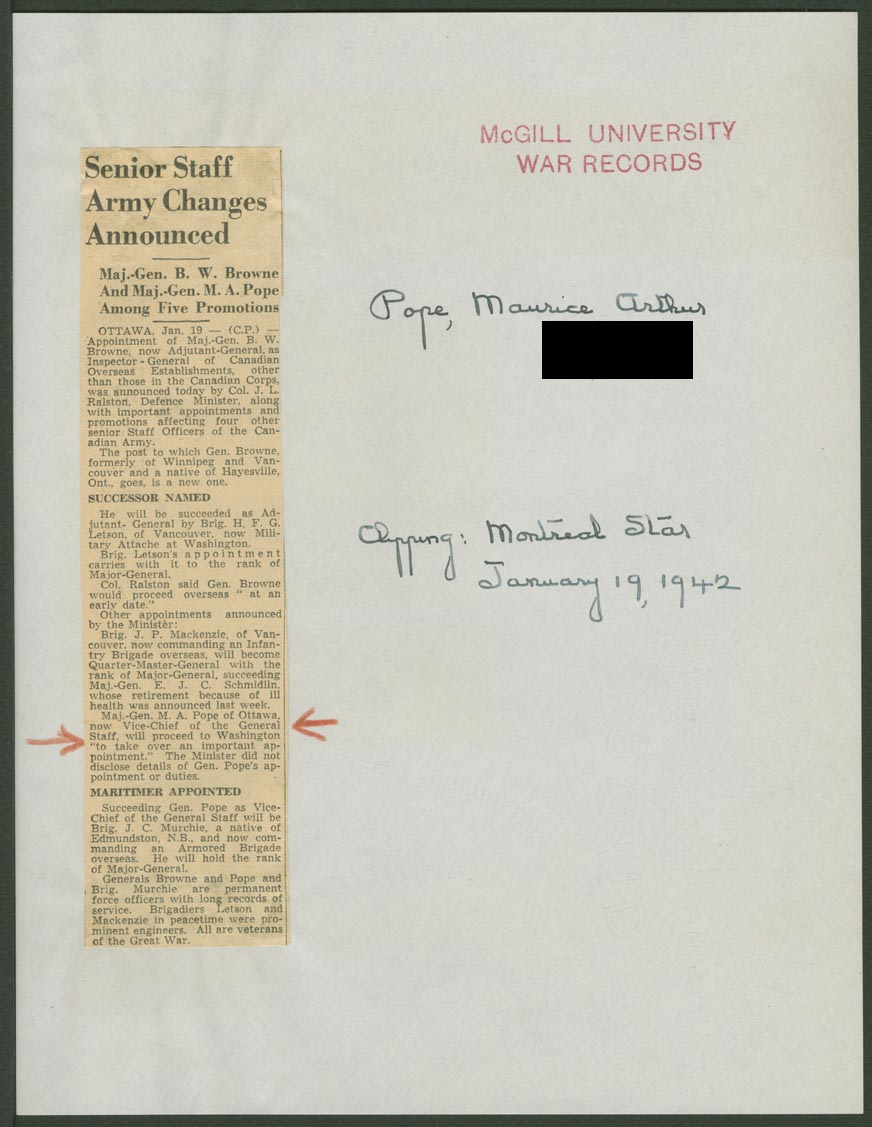 McGILL UNIVERSITY
WAR RECORDS
Senior Staff
Army Changes
Announced
Maj.-Gen. B. W. Browne
And Maj.-Gen. M. A. Pope
Among Five Promotions
OTTAWA, Jan. 19 — (C.P.) —
Appointment of Maj.-Gen. B. W.
Browne, now Adjutant-General, as
Inspector-General of Canadian
Overseas Establishments, other
than those in the Canadian Corps,
was announced today by Col. J. L.
Ralston, Defence Minister, along
with important appointments and
promotions affecting four other
senior Staff Officers of the Can-
adian Army.
The post to which Gen. Browne,
formerly of Winnipeg and Van-
couver and a native of Hayesville,
Ont., goes, is a new one.
SUCCESSOR NAMED
He will be succeeded as Ad-
jutant- General by Brig. H. F. G.
Letson, of Vancouver, now Mili-
tary Attache at Washington.
Brig. Letson's appointment
carries with it to the rank of
Major-General.
Col. Ralston said Gen. Browne
would proceed overseas " at an
early date."
Other appointments announced
by the Minister:
Brig. J. P. Mackenzie, of Van-
couver, now commanding an Infan-
try Brigade overseas, will become
Quarter-Master-General with the
rank of Major-General, succeeding
Maj.-Gen. E. J. C. Schmidlin,
whose retirement because of ill
health was announced last week.
Maj.-Gen. M. A. Pope of Ottawa,
now Vice-Chief of the General
Staff, will proceed to Washington
"to take over an important ap-
pointment." The Minister did not
disclose details of Gen. Pope's ap-
pointment or duties.
MARITIMER APPOINTED
Succeeding Gen. Pope as Vice-
Chief of the General Staff will be
Brig. J. C. Murchie, a native of
Edmundston, N.B., and now com-
manding an Armored Brigade
overseas. He will hold the rank
of Major-General.
Generals Browne and Pope and
Brig. Murchie are permanent
force officers with long records of
service. Brigadiers Letson and
Mackenzie in peacetime were pro-
minent engineers. All are veterans
of the Great War.
Pope, Maurice Arthur
Clipping: Montreal Star
January 19, 1942